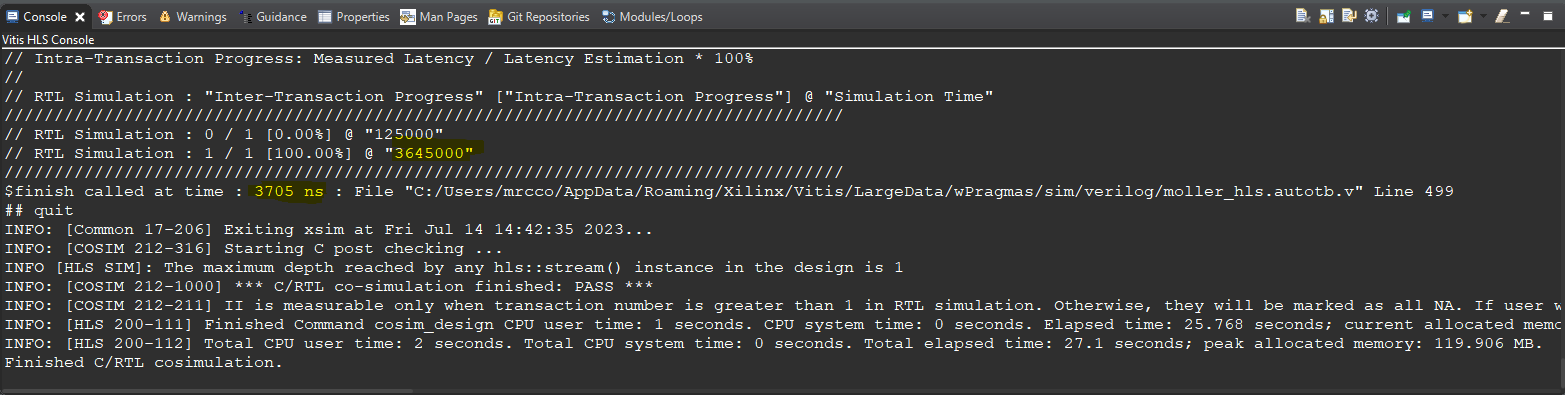 Console Errors Warnings Guidance Properties Man Pages Git Repositories Modules/Loops
Vitis HLS Console
// Intra-Transaction Progress: Measured Latency / Latency Estimation * 100%
//
// RTL Simulation : "Inter-Transaction Progress" ["Intra-Transaction Progress"] @ "Simulation Time"
////////////////////////////////////////////////////////////////////////////////////
// RTL Simulation : 0 / 1 [0.00%] @ "125000"
// RTL Simulation : 1 / 1 [100.00%] @ "3645000"
////////////////////////////////////////////////////////////////////////////////////
$finish called at time : 3705 ns : File "C:/Users/mrcco/AppData/Roaming/Xilinx/Vitis/LargeData/wPragmas/sim/verilog/moller_hls.autotb.v" Line 499
## quit
INFO: [Common 17-206] Exiting xsim at Fri Jul 14 14:42:35 2023...
INFO: [COSIM 212-316] Starting C post checking ...
INFO [HLS SIM]: The maximum depth reached by any hls::stream() instance in the design is 1
INFO: [COSIM 212-1000] *** C/RTL co-simulation finished: PASS ***
INFO: [COSIM 212-211] II is measurable only when transaction number is greater than 1 in RTL simulation. Otherwise, they will be marked as all NA. If user w
INFO: [HLS 200-111] Finished Command cosim_design CPU user time: 1 seconds. CPU system time: 0 seconds. Elapsed time: 25.768 seconds; current allocated memo
INFO: [HLS 200-112] Total CPU user time: 2 seconds. Total CPU system time: 0 seconds. Total elapsed time: 27.1 seconds; peak allocated memory: 119.906 MB.
Finished C/RTL cosimulation.